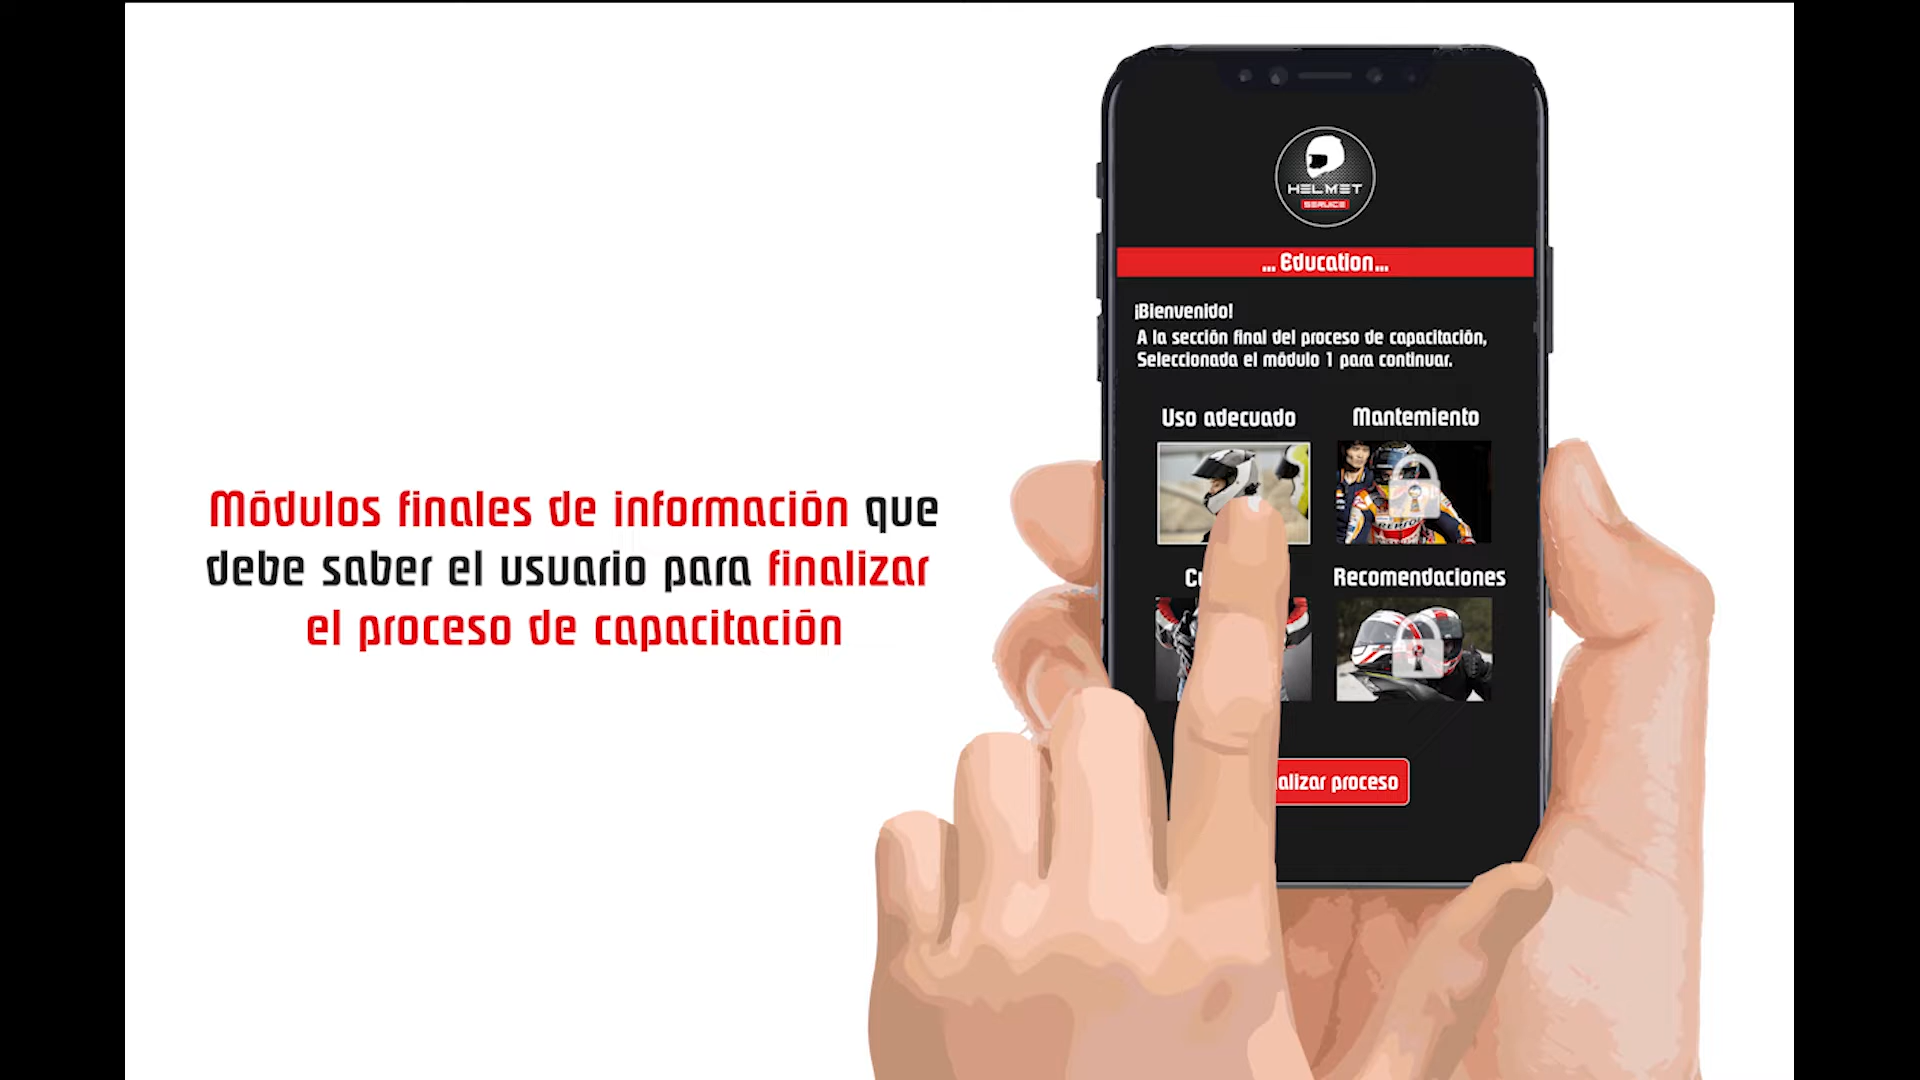 Módulos finales de información que
debe saber el usuario para finalizar
el proceso de capacitación
HELMET
SERVICE
... Education...
¡Bienvenido!
A la sección final del proceso de capacitación,
Seleccionada el módulo 1 para continuar.
Uso adecuado
Mantemiento
Recomendaciones
proceso